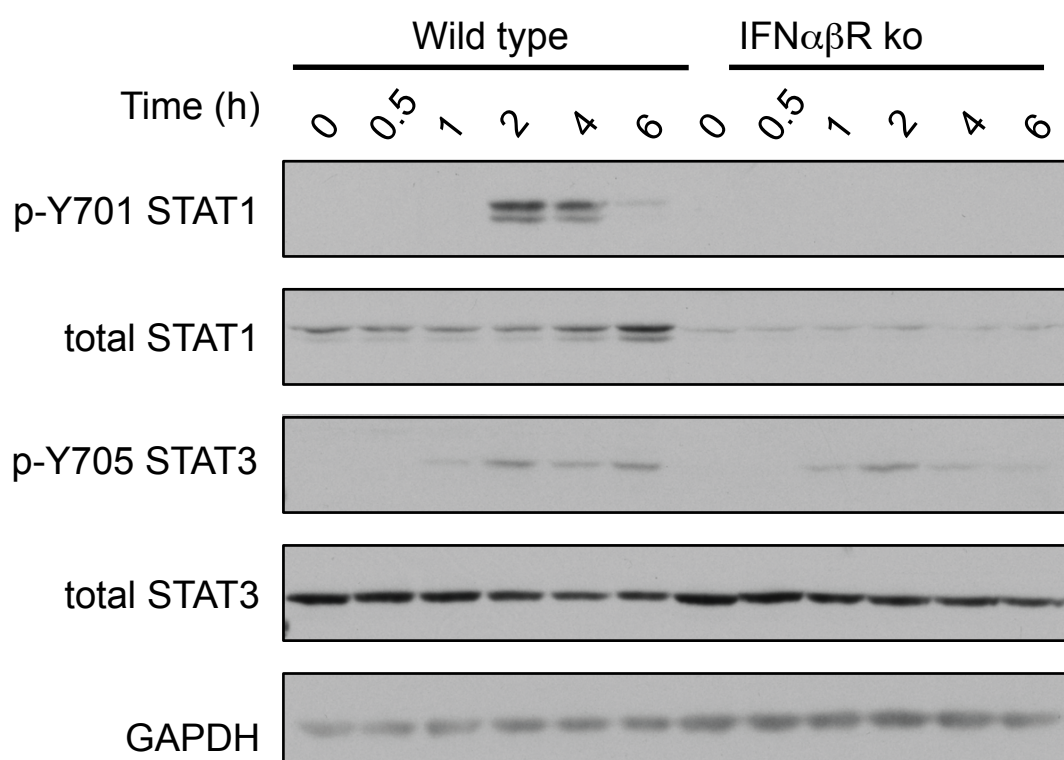 Wild type IFNαβR ko
Time (h) 0 0.5 1 2 4 6 0 0.5 1 2 4 6
p-Y701 STAT1
total STAT1
p-Y705 STAT3
total STAT3
GAPDH